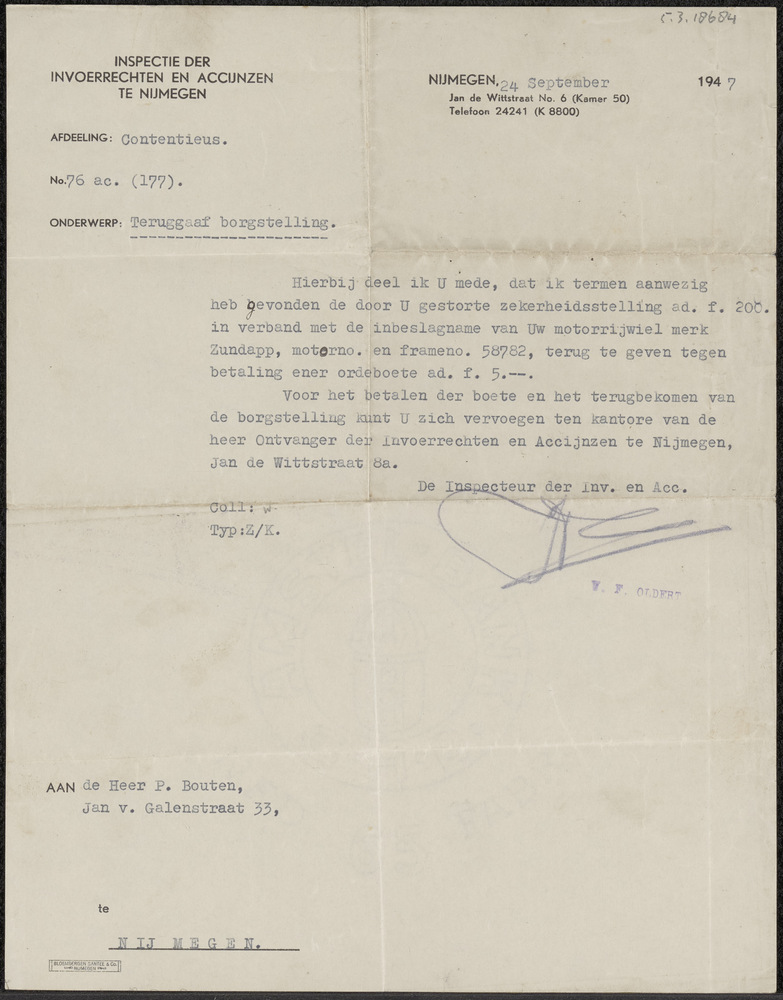 5.3.18684
INSPECTIE DER
INVOERRECHTEN EN ACCIJNZEN
TE NIJMEGEN
NIJMEGEN, 24 September 1947
Jan de Wittstraat No. 6 (Kamer 50)
Telefoon 24241 (K 8800)
AFDEELING: Contentieus.
No. 76 ac. (177).
ONDERWERP: Teruggaaf borgstelling.
Hierbij deel ik U mede, dat ik termen aanwezig
heb gevonden de door U gestorte zekerheidsstelling ad. f. 200.
in verband met de inbeslagname van Uw motorrijwiel merk
Zundapp, motorno. en frameno. 58782, terug te geven tegen
betaling ener ordeboete ad. f. 5.--.
Voor het betalen der boete en het terugbekomen van
de borgstelling kunt U zich vervoegen ten kantore van de
heer Ontvanger der Invoerrechten en Accijnzen te Nijmegen,
Jan de Wittstraat 8a.
De Inspecteur der Inv. en Acc.
Coll: w.
Typ:Z/K.
W. F. OLDERT
AAN de Heer P. Bouten,
Jan v. Galenstraat 33,
te
NIJMEGEN.
NIJMEGEN